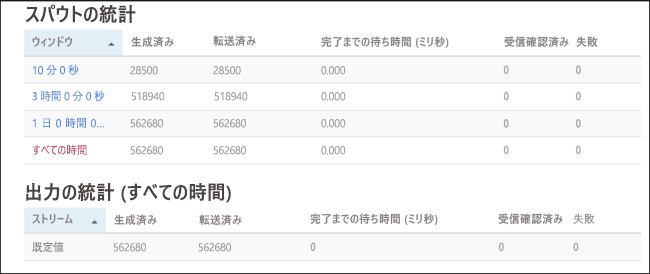 スパウトの統計
ウィンドウ 生成済み 転送済み 完了までの待ち時間 (ミリ秒) 受信確認済み 失敗
10 分 0 秒 28500 28500 0.000 0 0
3 時間 0 分 0 秒 518940 518940 0.000 0 0
1 日 0 時間 0... 562680 562680 0.000 0 0
すべての時間 562680 562680 0.000 0 0
出力の統計 (すべての時間)
ストリーム 生成済み 転送済み 完了までの待ち時間 (ミリ秒) 受信確認済み 失敗
既定値 562680 562680 0 0 0